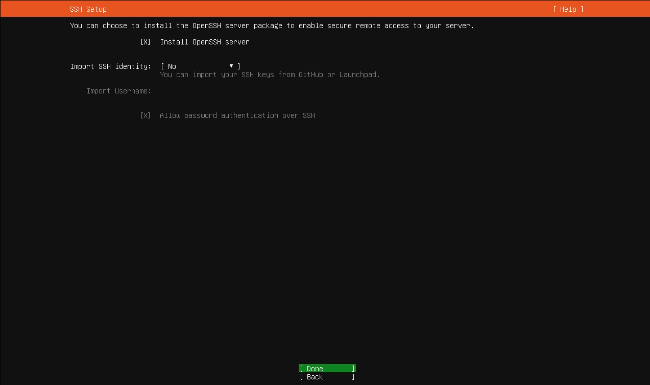 SSH Setup [ Help ]
You can choose to install the OpenSSH server package to enable secure remote access to your server.
[X] Install OpenSSH server
Import SSH identity: [ No ▼ ]
You can import your SSH keys from GitHub or Launchpad.
Import Username:
[X] Allow password authentication over SSH
[ Done ]
[ Back ]